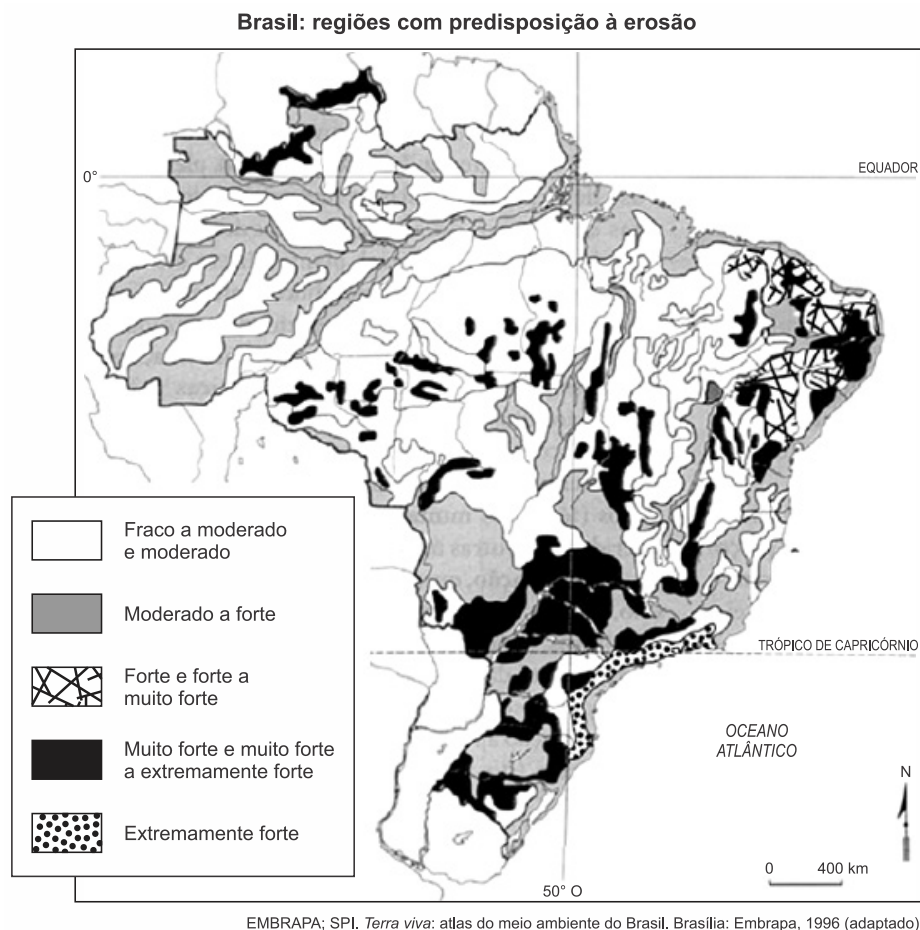 Brasil: regiões com predisposição à erosão
0°
EQUADOR
Fraco a moderado
e moderado
Moderado a forte
Forte e forte a
muito forte
Muito forte e muito forte
a extremamente forte
Extremamente forte
TRÓPICO DE CAPRICÓRNIO
OCEANO
ATLÂNTICO
N
0 400 km
50° O
EMBRAPA; SPI. Terra viva: atlas do meio ambiente do Brasil. Brasília: Embrapa, 1996 (adaptado)